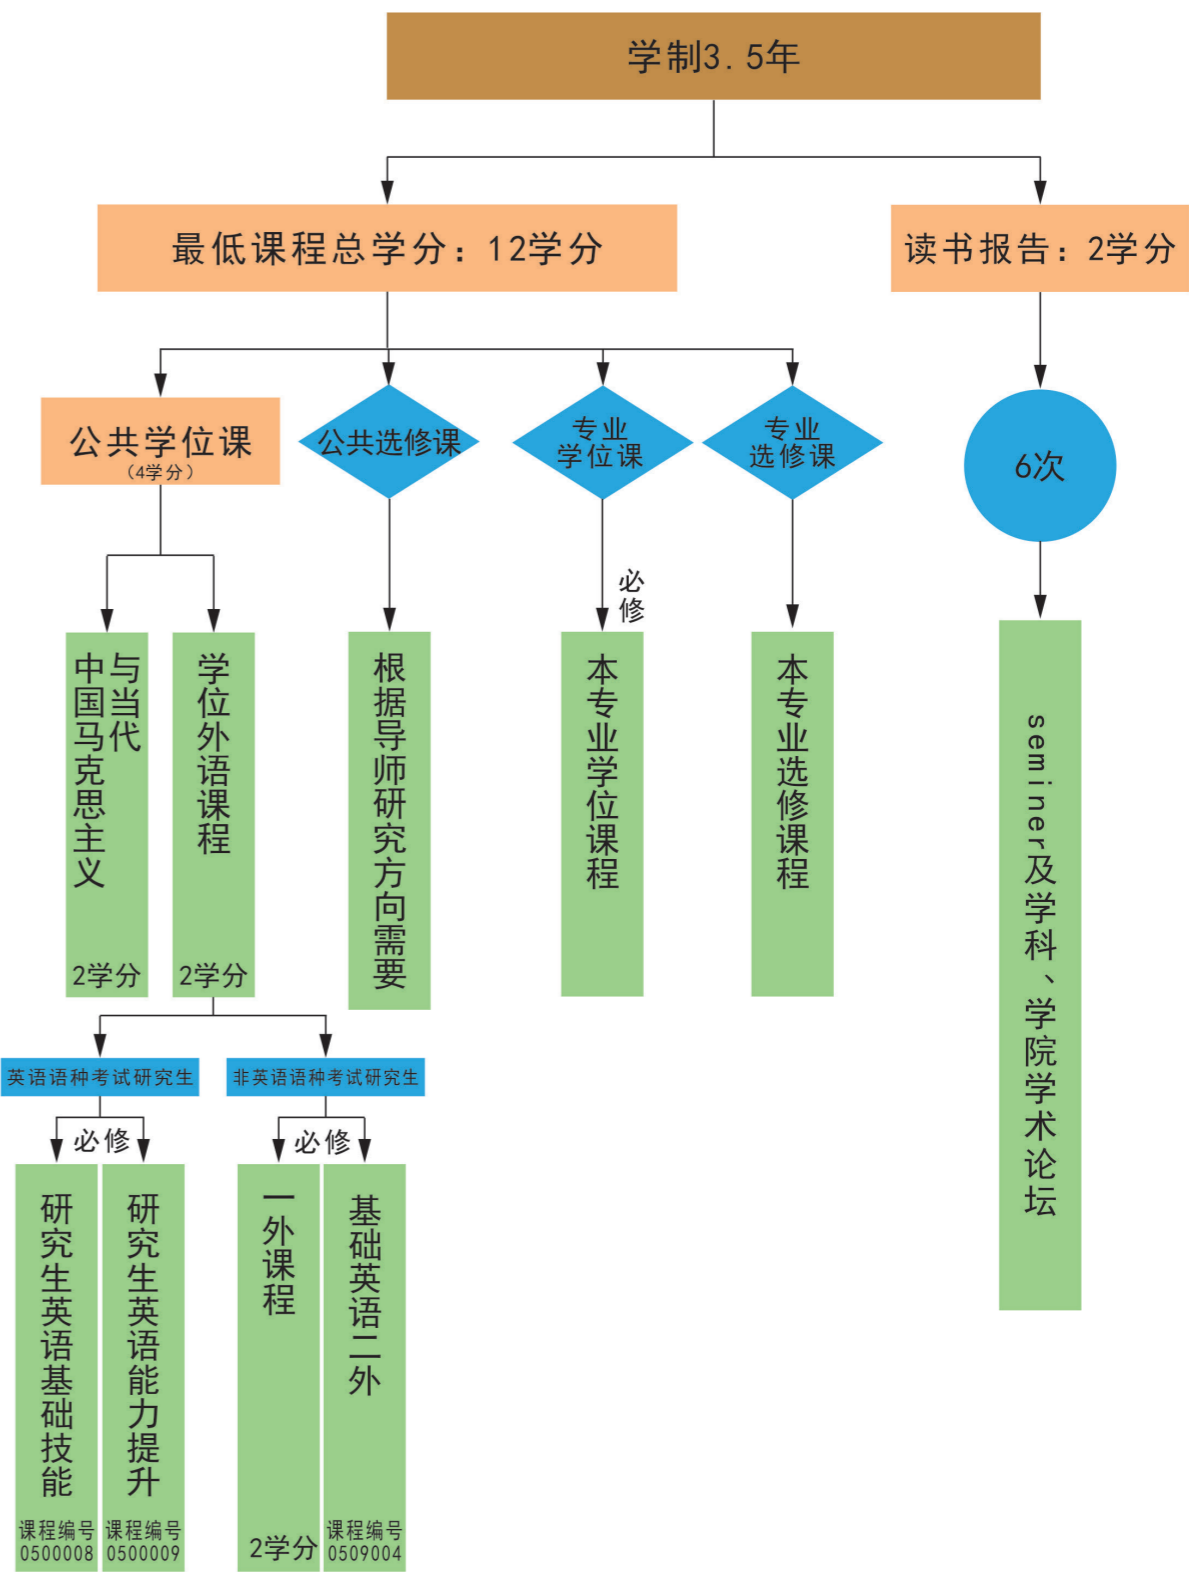 学制3.5年
最低课程总学分：12学分
读书报告：2学分
公共学位课
（4学分）
公共选修课
专业
学位课
专业
选修课
6次
必修
中国马克思主义
与当代
2学分
学位外语课程
2学分
根据导师研究方向需要
本专业学位课程
本专业选修课程
seminer及学科、学院学术论坛
英语语种考试研究生
非英语语种考试研究生
必修
必修
研究生英语基础技能
课程编号
0500008
研究生英语能力提升
课程编号
0500009
一外课程
2学分
基础英语二外
课程编号
0509004